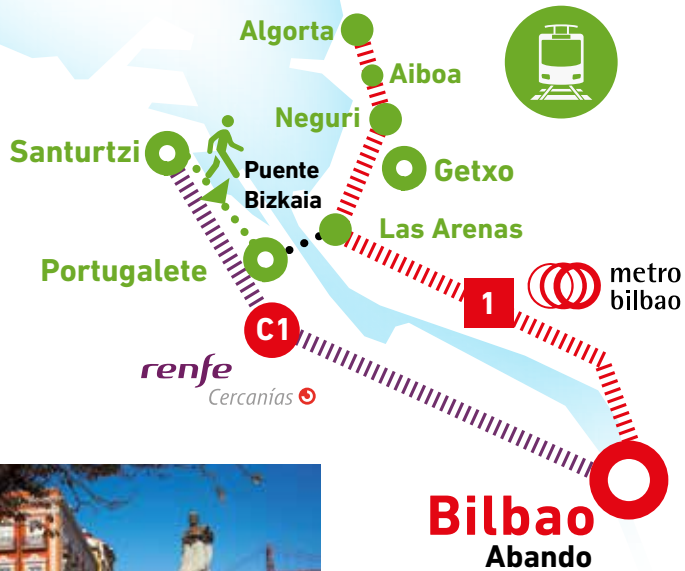 Algorta
Aiboa
Neguri
Santurtzi
Puente
Bizkaia
Getxo
Las Arenas
Portugalete
1
metro
bilbao
C1
renfe
Cercanías
Bilbao
Abando